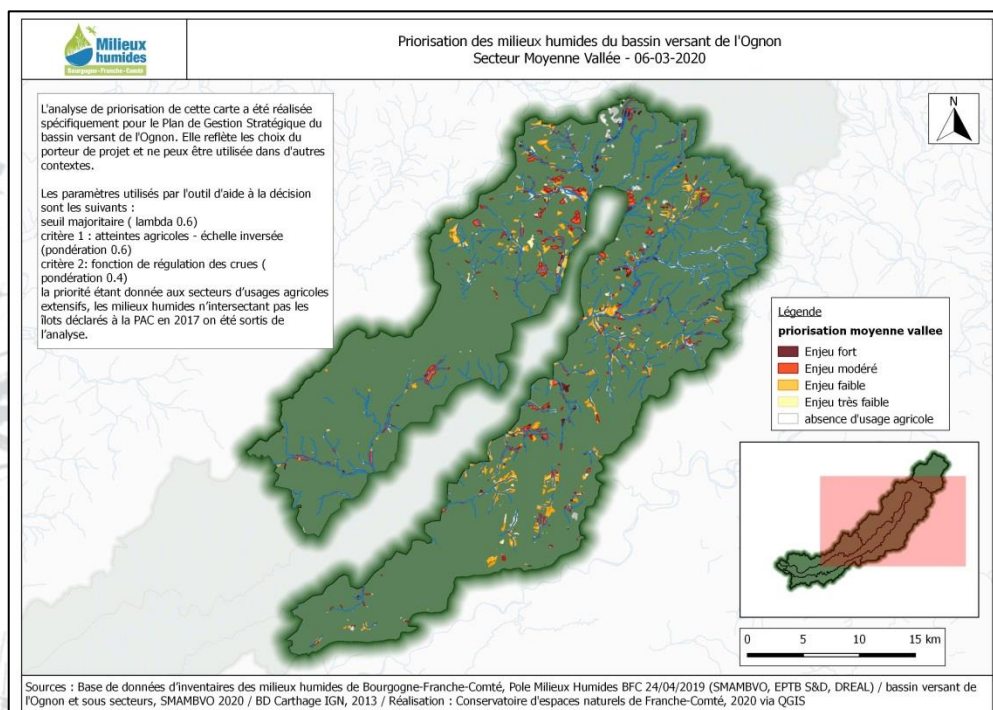 Milieux
humides
Bourgogne-Franche-Comté
Priorisation des milieux humides du bassin versant de l'Ognon
Secteur Moyenne Vallée - 06-03-2020
L'analyse de priorisation de cette carte a été réalisée
spécifiquement pour le Plan de Gestion Stratégique du
bassin versant de l'Ognon. Elle reflète les choix du
porteur de projet et ne peux être utilisée dans d'autres
contextes.
Les paramètres utilisés par l'outil d'aide à la décision
sont les suivants :
seuil majoritaire ( lambda 0.6)
critère 1 : atteintes agricoles - échelle inversée
(pondération 0.6)
critère 2: fonction de régulation des crues (
pondération 0.4)
la priorité étant donnée aux secteurs d'usages agricoles
extensifs, les milieux humides n'intersectant pas les
îlots déclarés à la PAC en 2017 on été sortis de
l'analyse.
N
Légende
priorisation moyenne vallee
Enjeu fort
Enjeu modéré
Enjeu faible
Enjeu très faible
absence d'usage agricole
0 5 10 15 km
Sources : Base de données d'inventaires des milieux humides de Bourgogne-Franche-Comté, Pole Milieux Humides BFC 24/04/2019 (SMAMBVO, EPTB S&D, DREAL) / bassin versant de
l'Ognon et sous secteurs, SMAMBVO 2020 / BD Carthage IGN, 2013 / Réalisation : Conservatoire d'espaces naturels de Franche-Comté, 2020 via QGIS